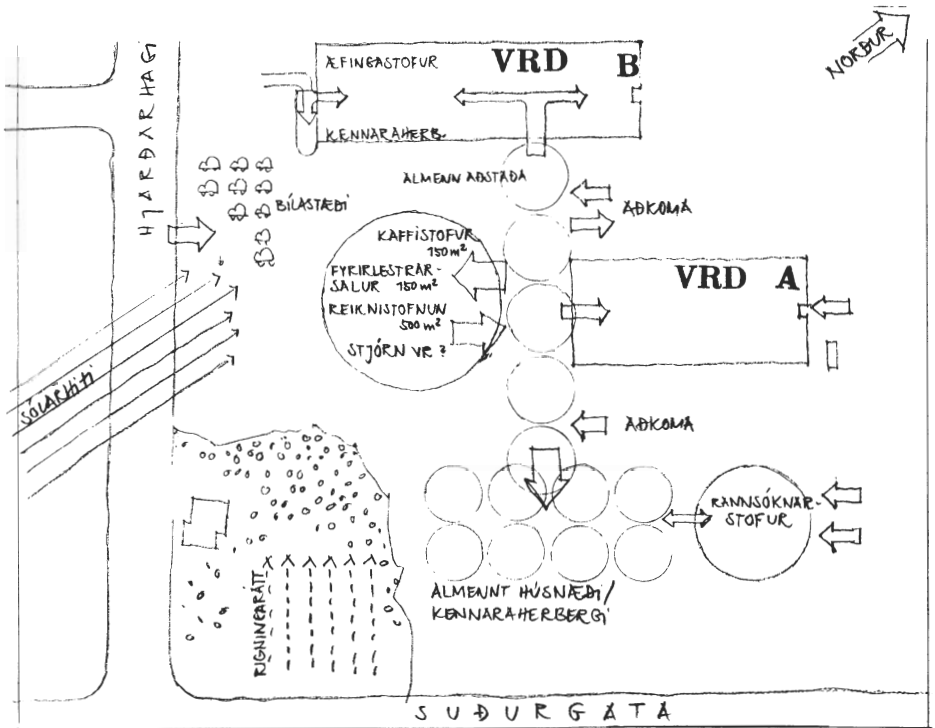 NORÐUR
HJARÐARHAGI
ÆFINGASTOFUR
VRD B
KENNARAHERB.
ALMENN AÐSTAÐA
BÍLASTÆÐI
AÐKOMA
KAFFISTOFUR
150 m²
FYRIRLESTRAR-
SALUR 150 m²
REIKNISTOFNUN
500 m²
STJÓRN VR ?
VRD A
SÓLARHITI
AÐKOMA
RANNSÓKNAR-
STOFUR
ALMENNT HÚSNÆÐI/
KENNARAHERBERGI
RIGNINGARÁTT
SUÐURGATA